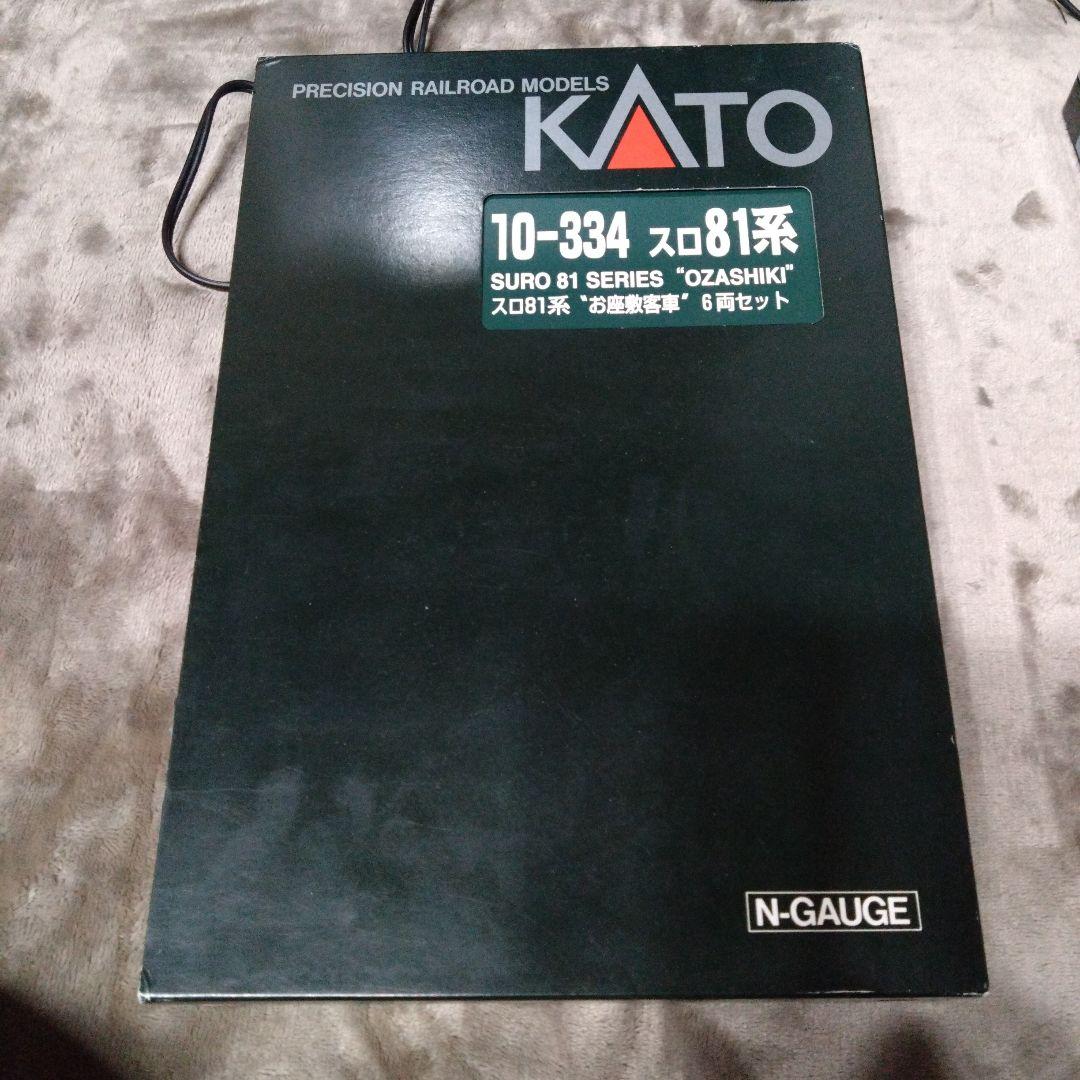 PRECISION RAILROAD MODELS
KATO
10-334 スロ81系
SURO 81 SERIES “OZASHIKI”
スロ81系〝お座敷客車〞6両セット
N-GAUGE